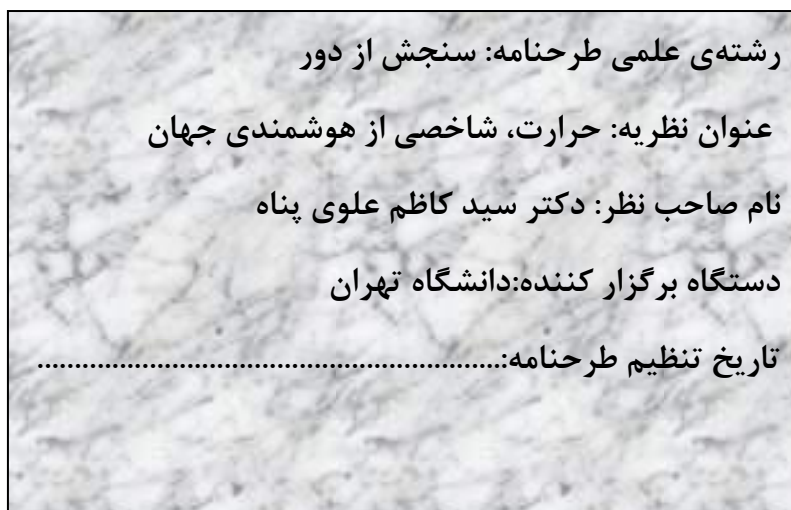 رشته‌ی علمی طرحنامه: سنجش از دور
عنوان نظریه: حرارت، شاخصی از هوشمندی جهان
نام صاحب نظر: دکتر سید کاظم علوی پناه
دستگاه برگزار کننده:دانشگاه تهران
تاریخ تنظیم طرحنامه:..............................................................